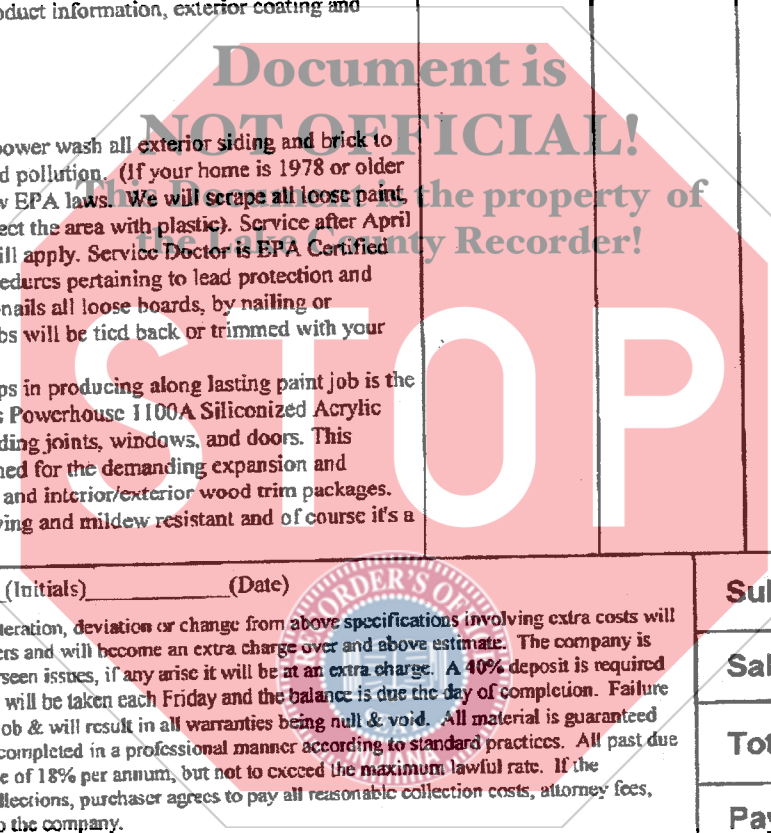 oduct information, exterior coating and
Document is
NOT OFFICIAL!
This Document is the property of
the Lake County Recorder!
power wash all exterior siding and brick to
d pollution. (If your home is 1978 or older
w EPA laws. We will scrape all loose paint,
ect the area with plastic). Service after April
ill apply. Service Doctor is EPA Certified
edures pertaining to lead protection and
-nails all loose boards, by nailing or
bs will be tied back or trimmed with your
STOP
ps in producing along lasting paint job is the
s Powerhouse 1100A Siliconized Acrylic
ding joints, windows, and doors. This
ned for the demanding expansion and
and interior/exterior wood trim packages.
ving and mildew resistant and of course it's a
(Initials)________(Date)
RECORDER'S OF
teration, deviation or change from above specifications involving extra costs will
ers and will become an extra charge over and above estimate. The company is
rseen issues, if any arise it will be at an extra charge. A 40% deposit is required
will be taken each Friday and the balance is due the day of completion. Failure
ob & will result in all warranties being null & void. All material is guaranteed
completed in a professional manner according to standard practices. All past due
e of 18% per annum, but not to exceed the maximum lawful rate. If the
llections, purchaser agrees to pay all reasonable collection costs, attorney fees,
o the company.
Sul
Sal
Tot
Pay